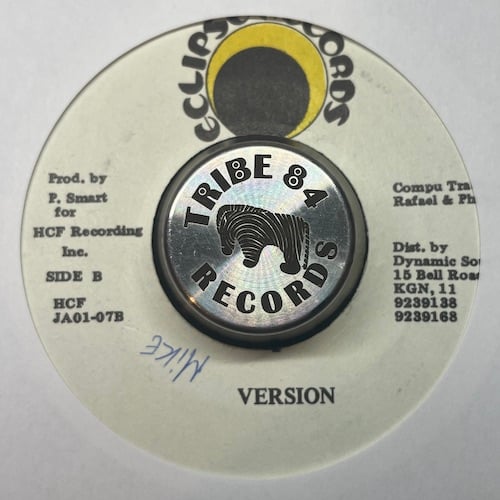 ECLIPSE RECORDS
TRIBE 84
RECORDS
Prod. by
P. Smart
for
HCF Recording
Inc.
SIDE B
HCF
JA01-07B
Compu Tra
Rafael & Ph
Dist. by
Dynamic Sou
15 Bell Road
KGN, 11
9239138
9239168
MIKE
VERSION